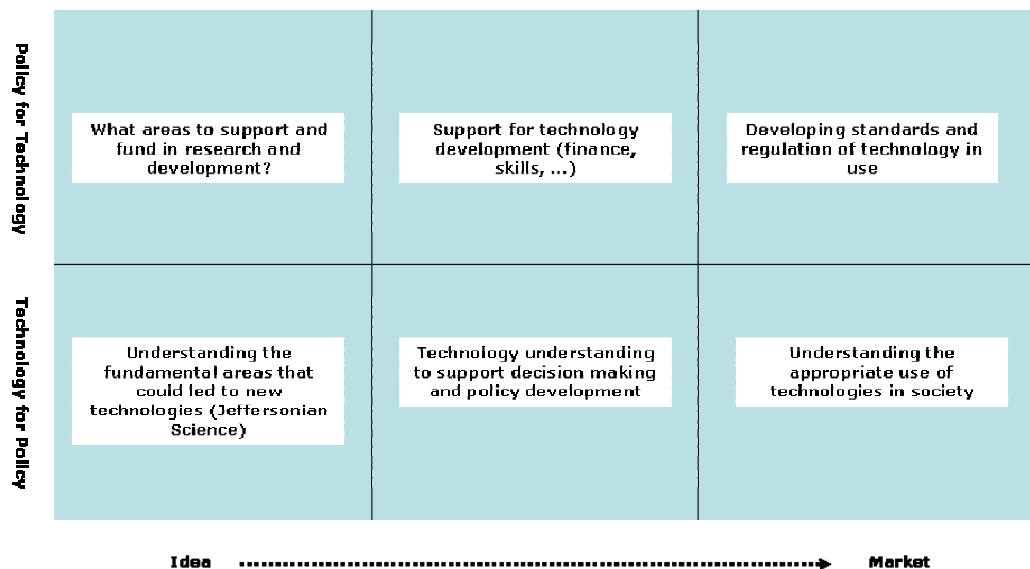 Policy for Technology
What areas to support and
fund in research and
development?
Support for technology
development (finance,
skills, ...)
Developing standards and
regulation of technology in
use
Technology for Policy
Understanding the
fundamental areas that
could led to new
technologies (Jeffersonian
Science)
Technology understanding
to support decision making
and policy development
Understanding the
appropriate use of
technologies in society
Idea
Market